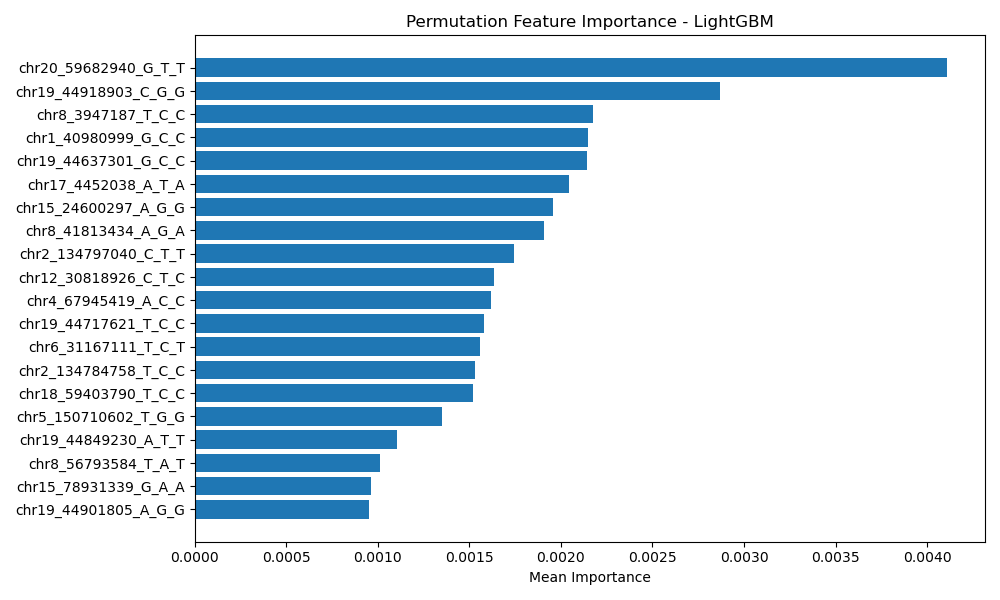 Permutation Feature Importance - LightGBM
chr20_59682940_G_T_T
chr19_44918903_C_G_G
chr8_3947187_T_C_C
chr1_40980999_G_C_C
chr19_44637301_G_C_C
chr17_4452038_A_T_A
chr15_24600297_A_G_G
chr8_41813434_A_G_A
chr2_134797040_C_T_T
chr12_30818926_C_T_C
chr4_67945419_A_C_C
chr19_44717621_T_C_C
chr6_31167111_T_C_T
chr2_134784758_T_C_C
chr18_59403790_T_C_C
chr5_150710602_T_G_G
chr19_44849230_A_T_T
chr8_56793584_T_A_T
chr15_78931339_G_A_A
chr19_44901805_A_G_G
0.0000 0.0005 0.0010 0.0015 0.0020 0.0025 0.0030 0.0035 0.0040
Mean Importance